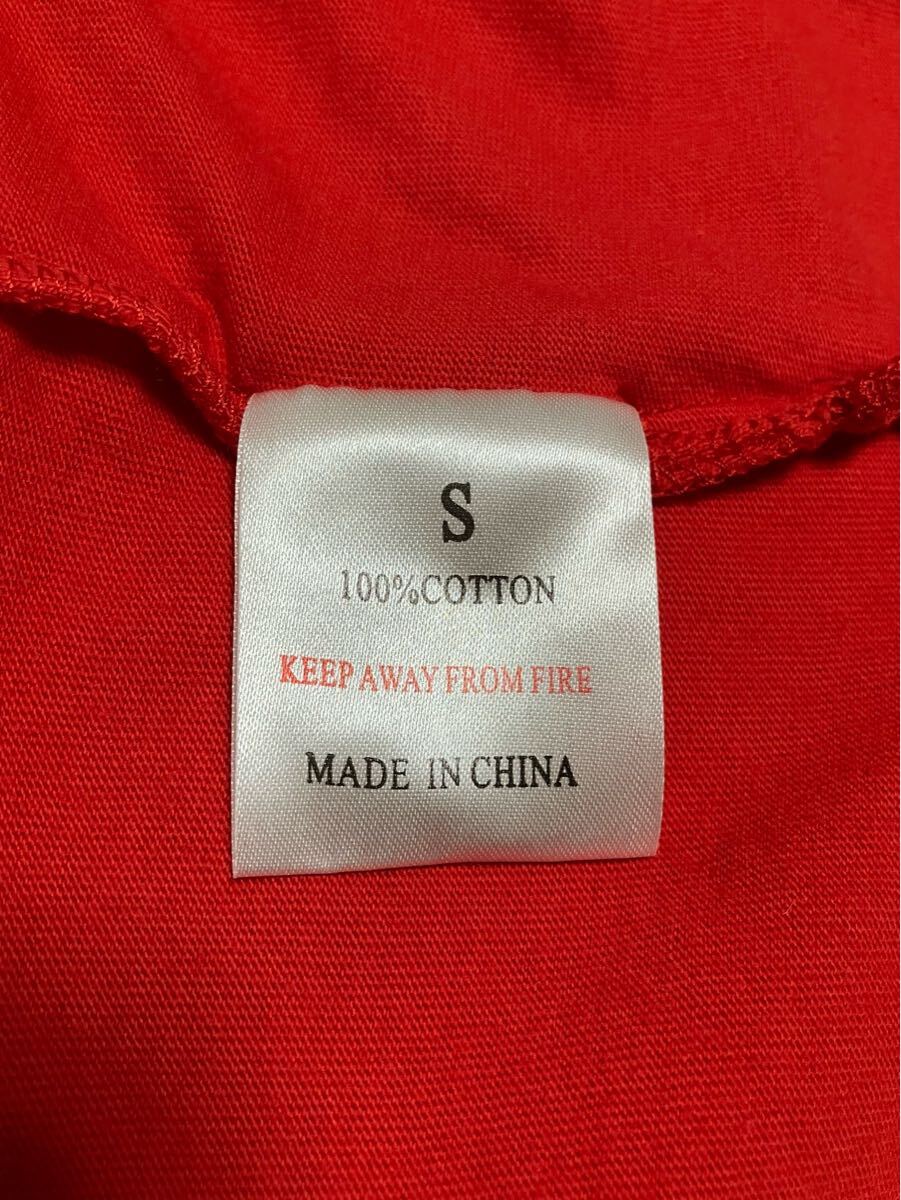 S
100%COTTON
KEEP AWAY FROM FIRE
MADE IN CHINA